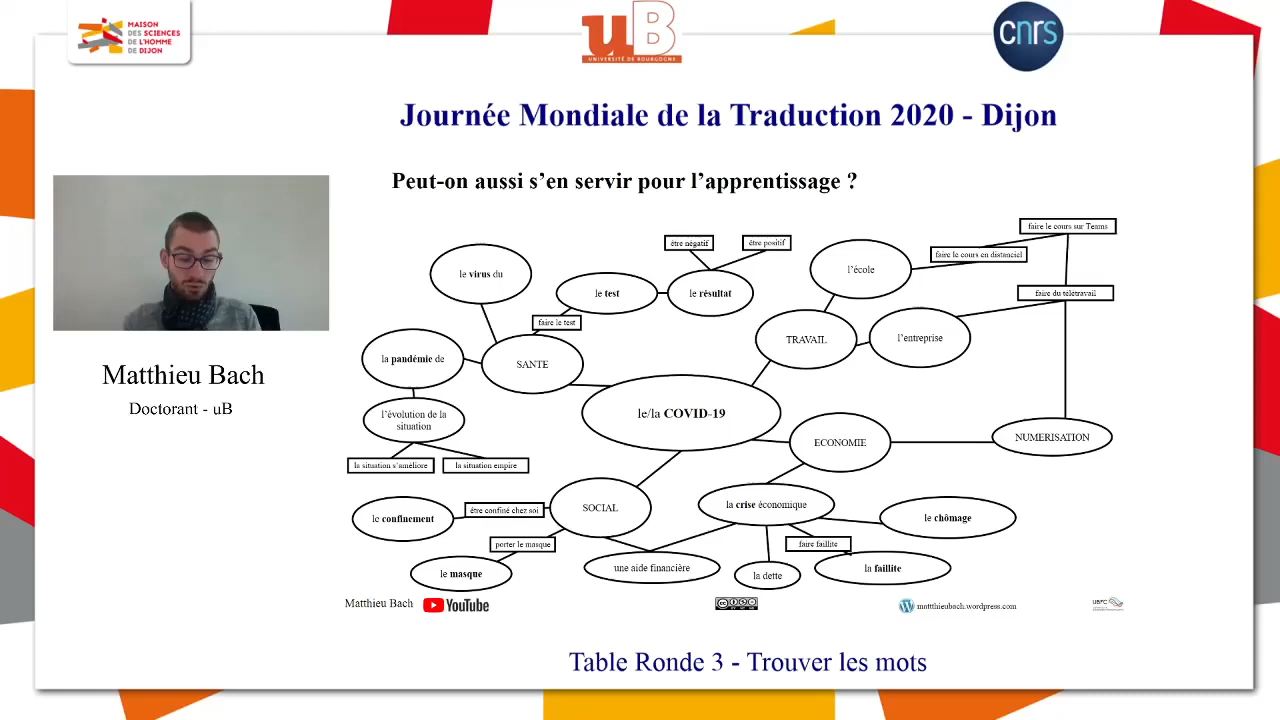 MAISON
DES SCIENCES
DE L'HOMME
DE DIJON
uB
UNIVERSITÉ DE BOURGOGNE
cnrs
Journée Mondiale de la Traduction 2020 - Dijon
Peut-on aussi s'en servir pour l'apprentissage ?
faire le cours sur Teams
être négatif
être positif
faire le cours en distanciel
l'école
le virus du
le test
le résultat
faire du télétravail
faire le test
TRAVAIL
l'entreprise
la pandémie de
SANTE
le/la COVID-19
l'évolution de la
situation
ECONOMIE
NUMERISATION
la situation s'améliore
la situation empire
SOCIAL
la crise économique
être confiné chez soi
le confinement
le chômage
porter le masque
faire faillite
le masque
une aide financière
la dette
la faillite
Matthieu Bach
YouTube
mattthieubach.wordpress.com
UBFC
Matthieu Bach
Doctorant - uB
Table Ronde 3 - Trouver les mots